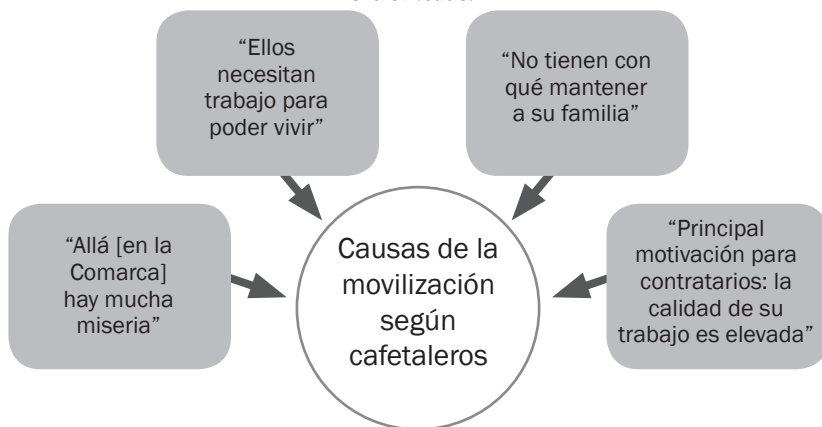 “Ellos
necesitan
trabajo para
poder vivir”
“No tienen con
qué mantener
a su familia”
“Allá [en la
Comarca]
hay mucha
miseria”
Causas de la
movilización
según
cafetaleros
“Principal
motivación para
contratarios: la
calidad de su
trabajo es elevada”